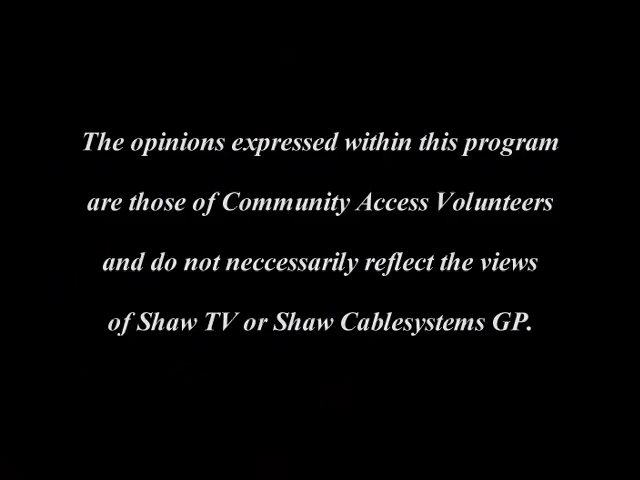 The opinions expressed within this program
are those of Community Access Volunteers
and do not neccessarily reflect the views
of Shaw TV or Shaw Cablesystems GP.